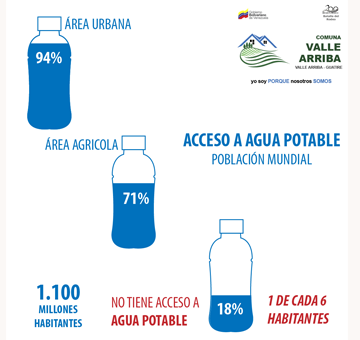 ÁREA URBANA
94%
COMUNA
VALLE
ARRIBA
VALLE ARRIBA - GUATIRE
yo soy PORQUE nosotros SOMOS
ÁREA AGRICOLA
71%
ACCESO A AGUA POTABLE
POBLACIÓN MUNDIAL
1.100
MILLONES
HABITANTES
NO TIENE ACCESO A
AGUA POTABLE
18%
1 DE CADA 6
HABITANTES